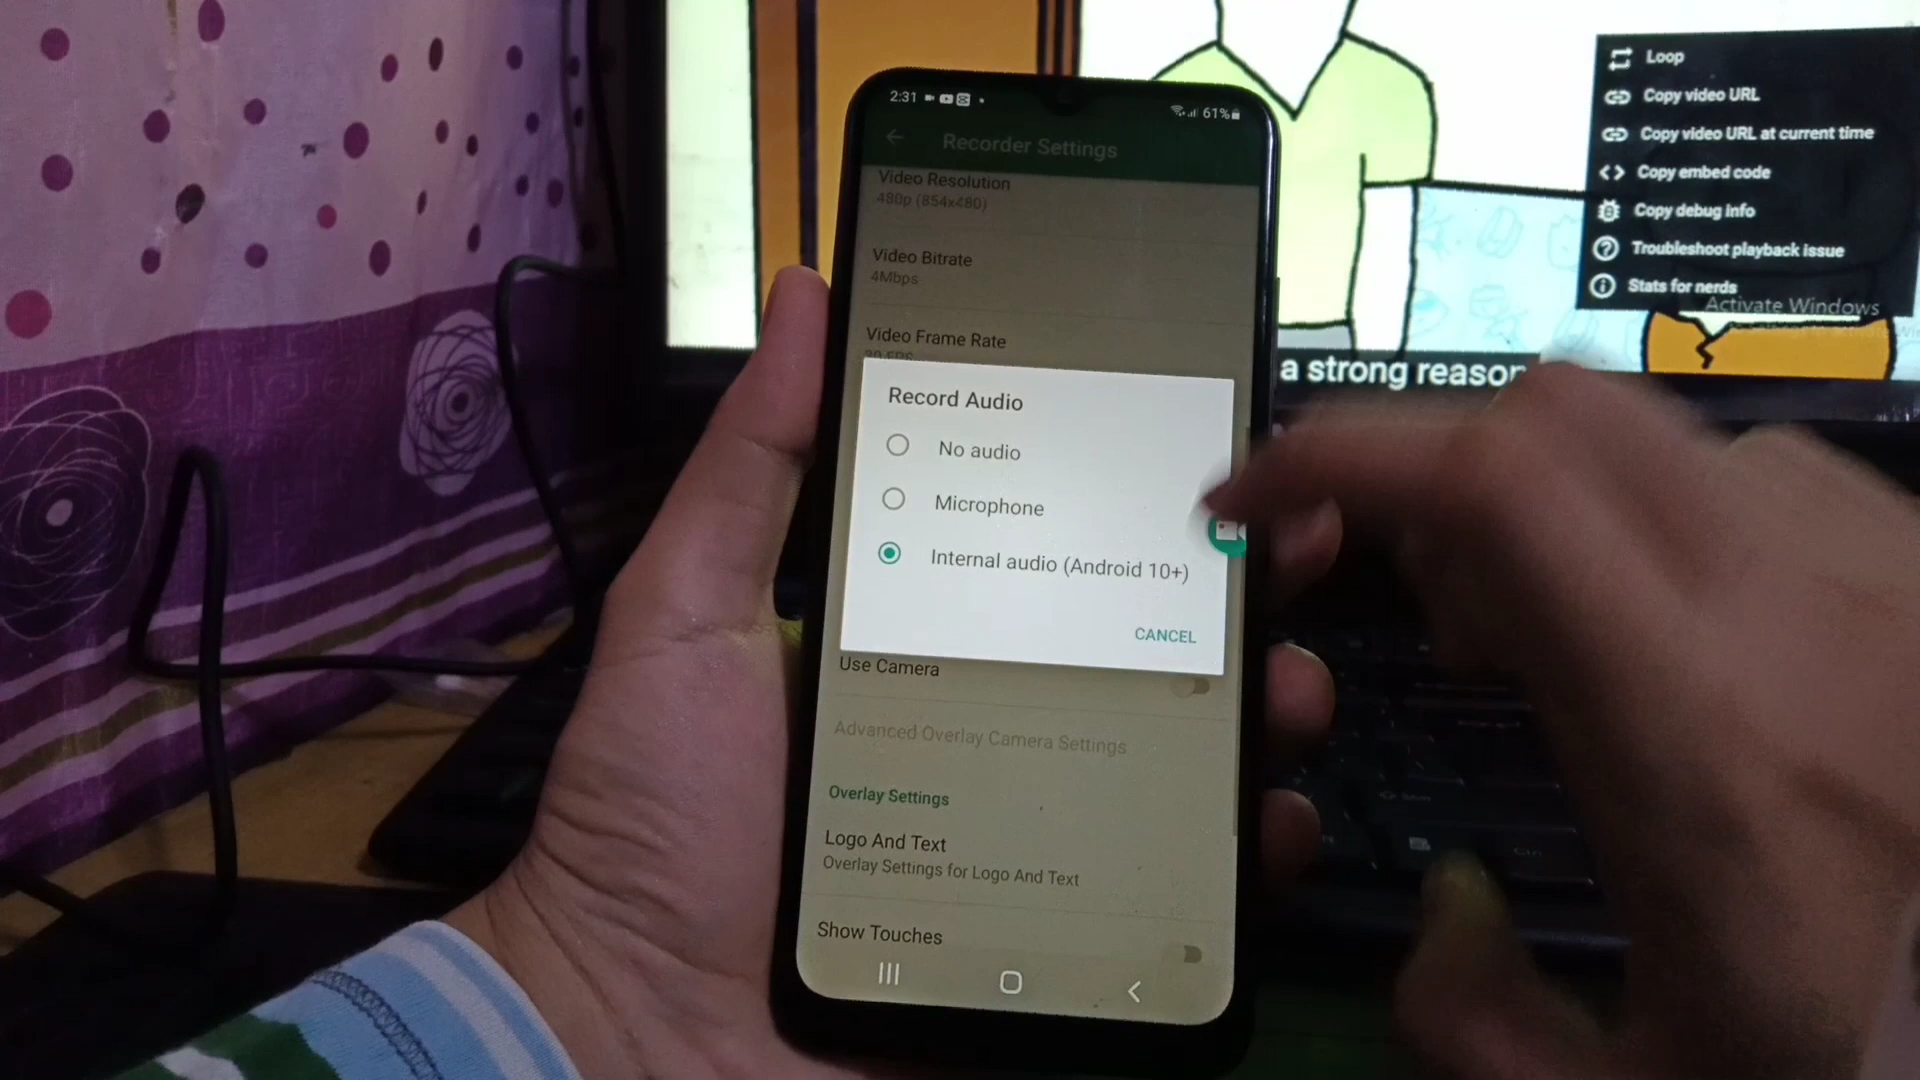 2:31
61%
Recorder Settings
Video Resolution
480p (854x480)
Video Bitrate
4Mbps
Video Frame Rate
30 FPS
Record Audio
No audio
Microphone
Internal audio (Android 10+)
CANCEL
Use Camera
Advanced Overlay Camera Settings
Overlay Settings
Logo And Text
Overlay Settings for Logo And Text
Show Touches
Loop
Copy video URL
Copy video URL at current time
Copy embed code
Copy debug info
Troubleshoot playback issue
Stats for nerds
Activate Windows
a strong reason
Ctrl